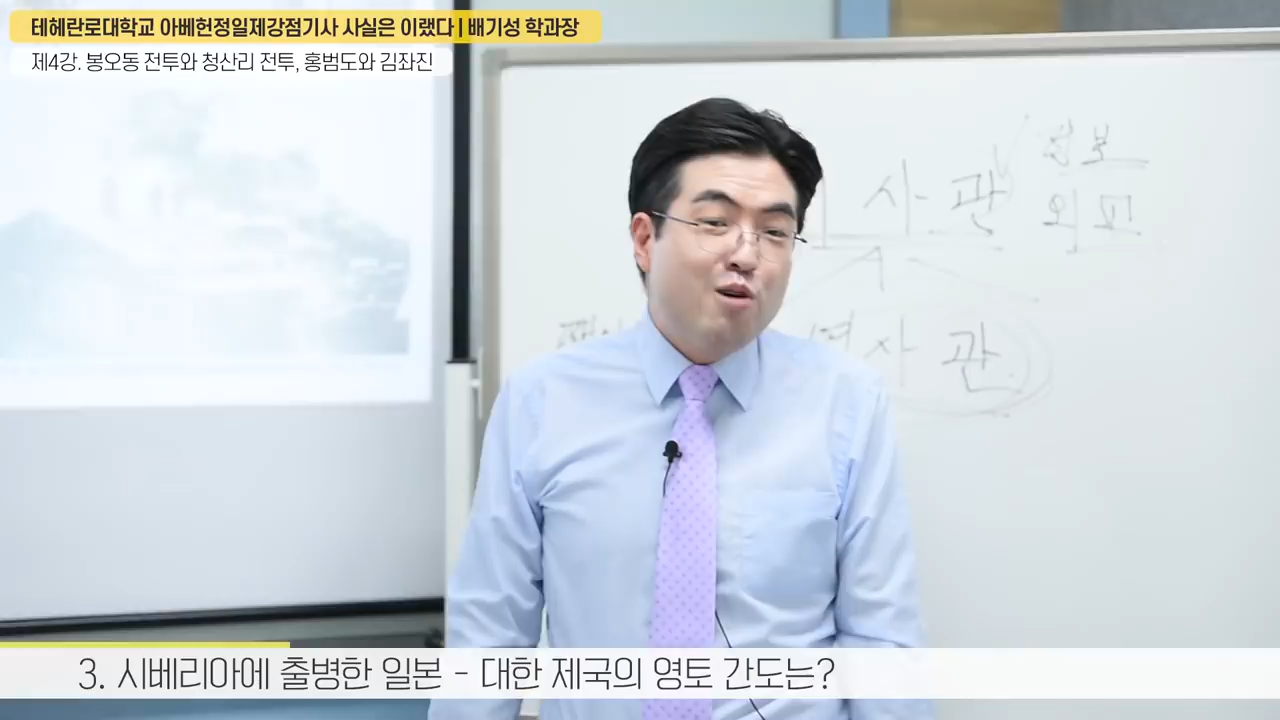 테헤란로대학교 아베헌정일제강점기사 사실은 이랬다 | 배기성 학과장
제4강. 봉오동 전투와 청산리 전투, 홍범도와 김좌진
정보
사관
외교
역사관
3. 시베리아에 출병한 일본 - 대한 제국의 영토 간도는?